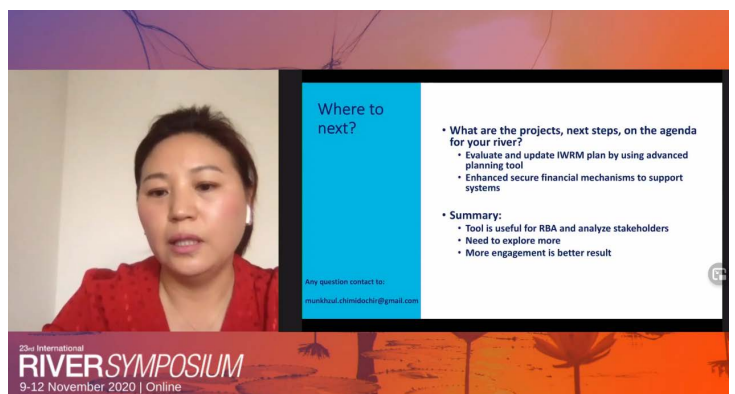 Where to
next?
• What are the projects, next steps, on the agenda
for your river?
• Evaluate and update IWRM plan by using advanced
planning tool
• Enhanced secure financial mechanisms to support
systems
• Summary:
• Tool is useful for RBA and analyze stakeholders
• Need to explore more
• More engagement is better result
Any question contact to:
munkhzul.chimidochir@gmail.com
23rd International
RIVERSYMPOSIUM
9-12 November 2020 | Online